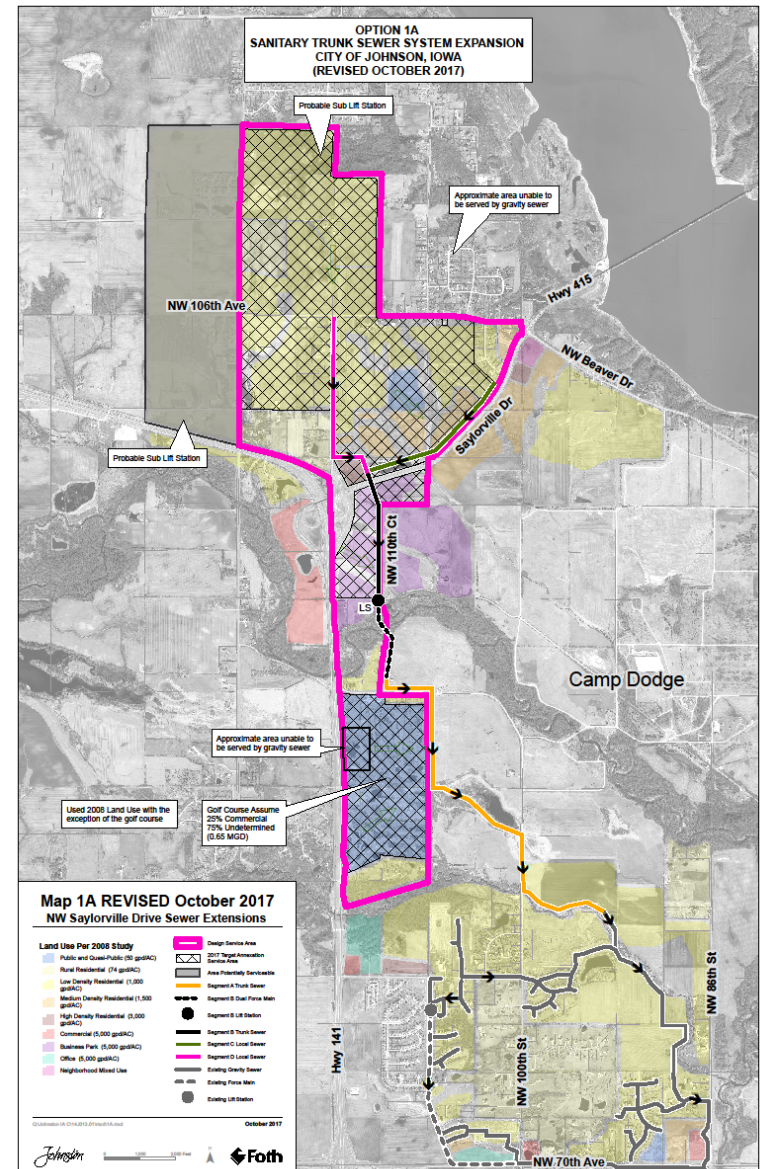 OPTION 1A
SANITARY TRUNK SEWER SYSTEM EXPANSION
CITY OF JOHNSON, IOWA
(REVISED OCTOBER 2017)
Probable Sub Lift Station
Approximate area unable to
be served by gravity sewer
Hwy 415
NW 106th Ave
NW Beaver Dr
Saylorville Dr
Probable Sub Lift Station
NW 110th Ct
LS
Camp Dodge
Approximate area unable to
be served by gravity sewer
Used 2008 Land Use with the
exception of the golf course
Golf Course Assume
25% Commercial
75% Undetermined
(0.65 MGD)
Map 1A REVISED October 2017
NW Saylorville Drive Sewer Extensions
Land Use Per 2008 Study
Public and Quasi-Public (50 gpd/AC)
Rural Residential (74 gpd/AC)
Low Density Residential (1,000
gpd/AC)
Medium Density Residential (1,500
gpd/AC)
High Density Residential (3,000
gpd/AC)
Commercial (5,000 gpd/AC)
Business Park (5,000 gpd/AC)
Office (5,000 gpd/AC)
Neighborhood Mixed Use
Design Service Area
2017 Target Annexation
Service Area
Area Potentially Serviceable
Segment A Trunk Sewer
Segment B Dual Force Main
Segment B Lift Station
Segment B Trunk Sewer
Segment C Local Sewer
Segment D Local Sewer
Existing Gravity Sewer
Existing Force Main
Existing Lift Station
October 2017
Johnston
Foth
Hwy 141
NW 100th St
NW 86th St
NW 70th Ave